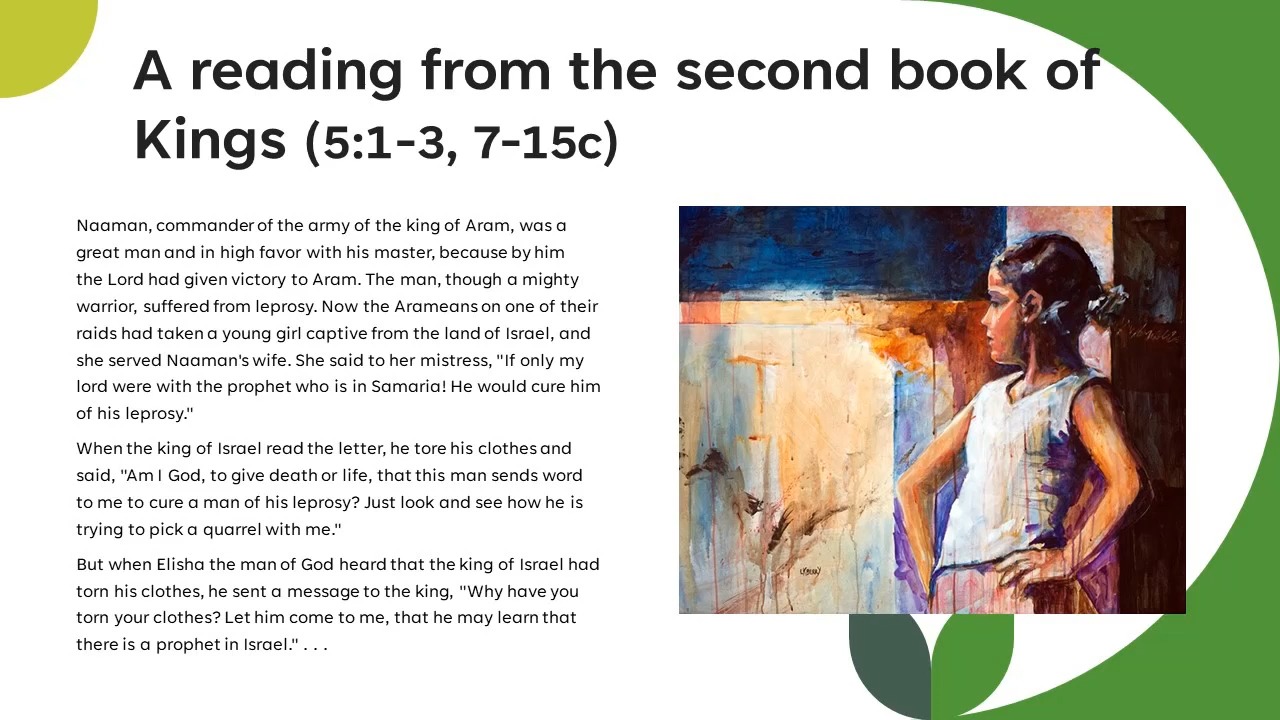 A reading from the second book of
Kings (5:1-3, 7-15c)
Naaman, commander of the army of the king of Aram, was a
great man and in high favor with his master, because by him
the Lord had given victory to Aram. The man, though a mighty
warrior, suffered from leprosy. Now the Arameans on one of their
raids had taken a young girl captive from the land of Israel, and
she served Naaman's wife. She said to her mistress, "If only my
lord were with the prophet who is in Samaria! He would cure him
of his leprosy."
When the king of Israel read the letter, he tore his clothes and
said, "Am I God, to give death or life, that this man sends word
to me to cure a man of his leprosy? Just look and see how he is
trying to pick a quarrel with me."
But when Elisha the man of God heard that the king of Israel had
torn his clothes, he sent a message to the king, "Why have you
torn your clothes? Let him come to me, that he may learn that
there is a prophet in Israel." . . .